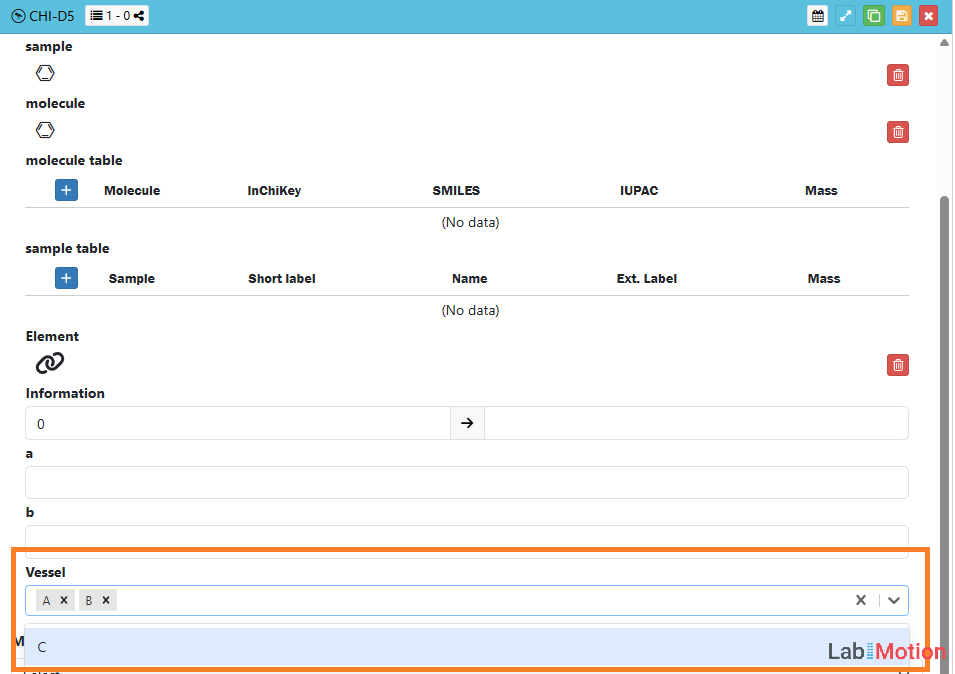 CHI-D5 1 - 0
sample
molecule
molecule table
Molecule InChiKey SMILES IUPAC Mass
(No data)
sample table
Sample Short label Name Ext. Label Mass
(No data)
Element
Information
0
a
b
Vessel
A B
C
LabIMotion